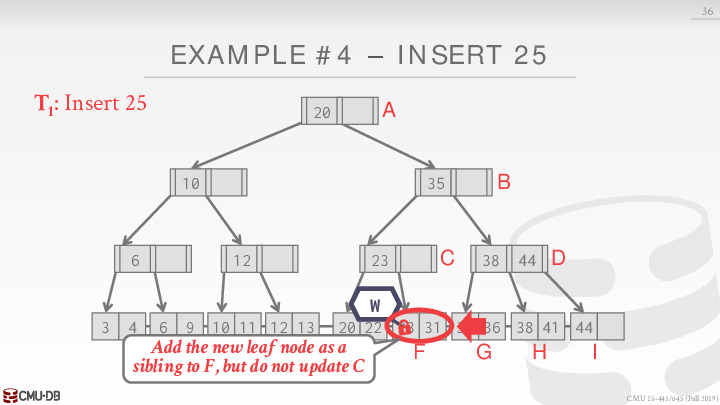 36
EXAMPLE #4 – INSERT 25
T1: Insert 25
20 A
10 35 B
6 12 23 C 38 44 D
W
3 4 6 9 10 11 12 13 20 22 31 36 38 41 44
F G H I
Add the new leaf node as a
sibling to F, but do not update C
CMU·DB
CMU 15-445/645 (Fall 2019)